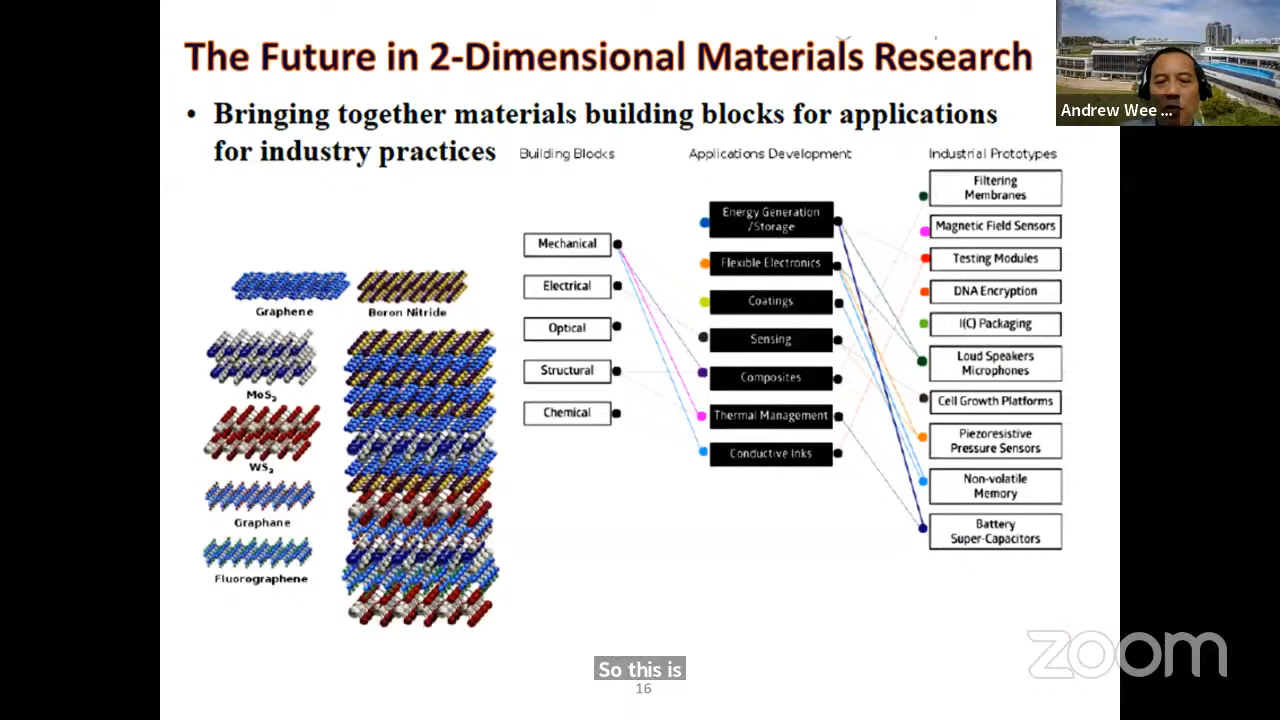 The Future in 2-Dimensional Materials Research
• Bringing together materials building blocks for applications
for industry practices
Andrew Wee ...
Building Blocks
Applications Development
Industrial Prototypes
Graphene
Boron Nitride
MoS2
WS2
Graphane
Fluorographene
Mechanical
Electrical
Optical
Structural
Chemical
Energy Generation
/Storage
Flexible Electronics
Coatings
Sensing
Composites
Thermal Management
Conductive Inks
Filtering
Membranes
Magnetic Field Sensors
Testing Modules
DNA Encryption
I(C) Packaging
Loud Speakers
Microphones
Cell Growth Platforms
Piezoresistive
Pressure Sensors
Non-volatile
Memory
Battery
Super-Capacitors
So this is
16
zoom